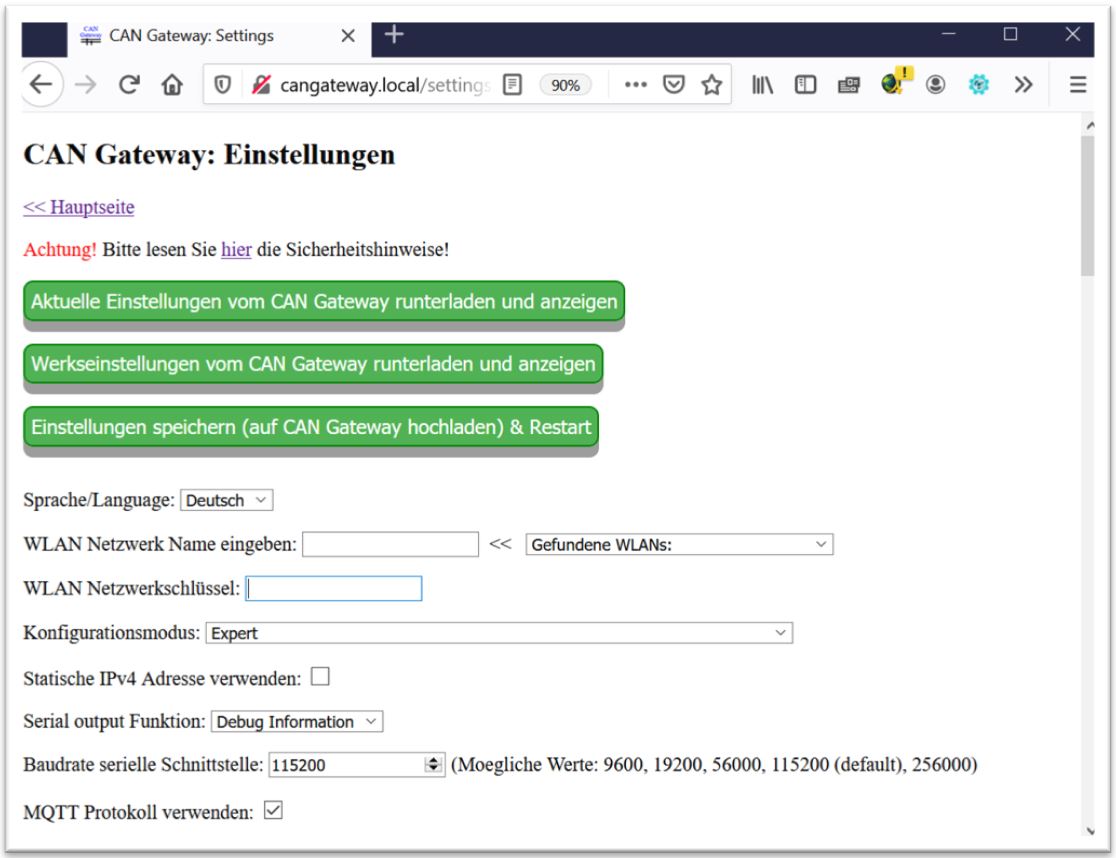 CAN Gateway
CAN Gateway: Settings
cangateway.local/settings
90%
CAN Gateway: Einstellungen
<< Hauptseite
Achtung! Bitte lesen Sie hier die Sicherheitshinweise!
Aktuelle Einstellungen vom CAN Gateway runterladen und anzeigen
Werkseinstellungen vom CAN Gateway runterladen und anzeigen
Einstellungen speichern (auf CAN Gateway hochladen) & Restart
Sprache/Language: Deutsch
WLAN Netzwerk Name eingeben: << Gefundene WLANs:
WLAN Netzwerkschlüssel:
Konfigurationsmodus: Expert
Statische IPv4 Adresse verwenden:
Serial output Funktion: Debug Information
Baudrate serielle Schnittstelle: 115200 (Moegliche Werte: 9600, 19200, 56000, 115200 (default), 256000)
MQTT Protokoll verwenden: